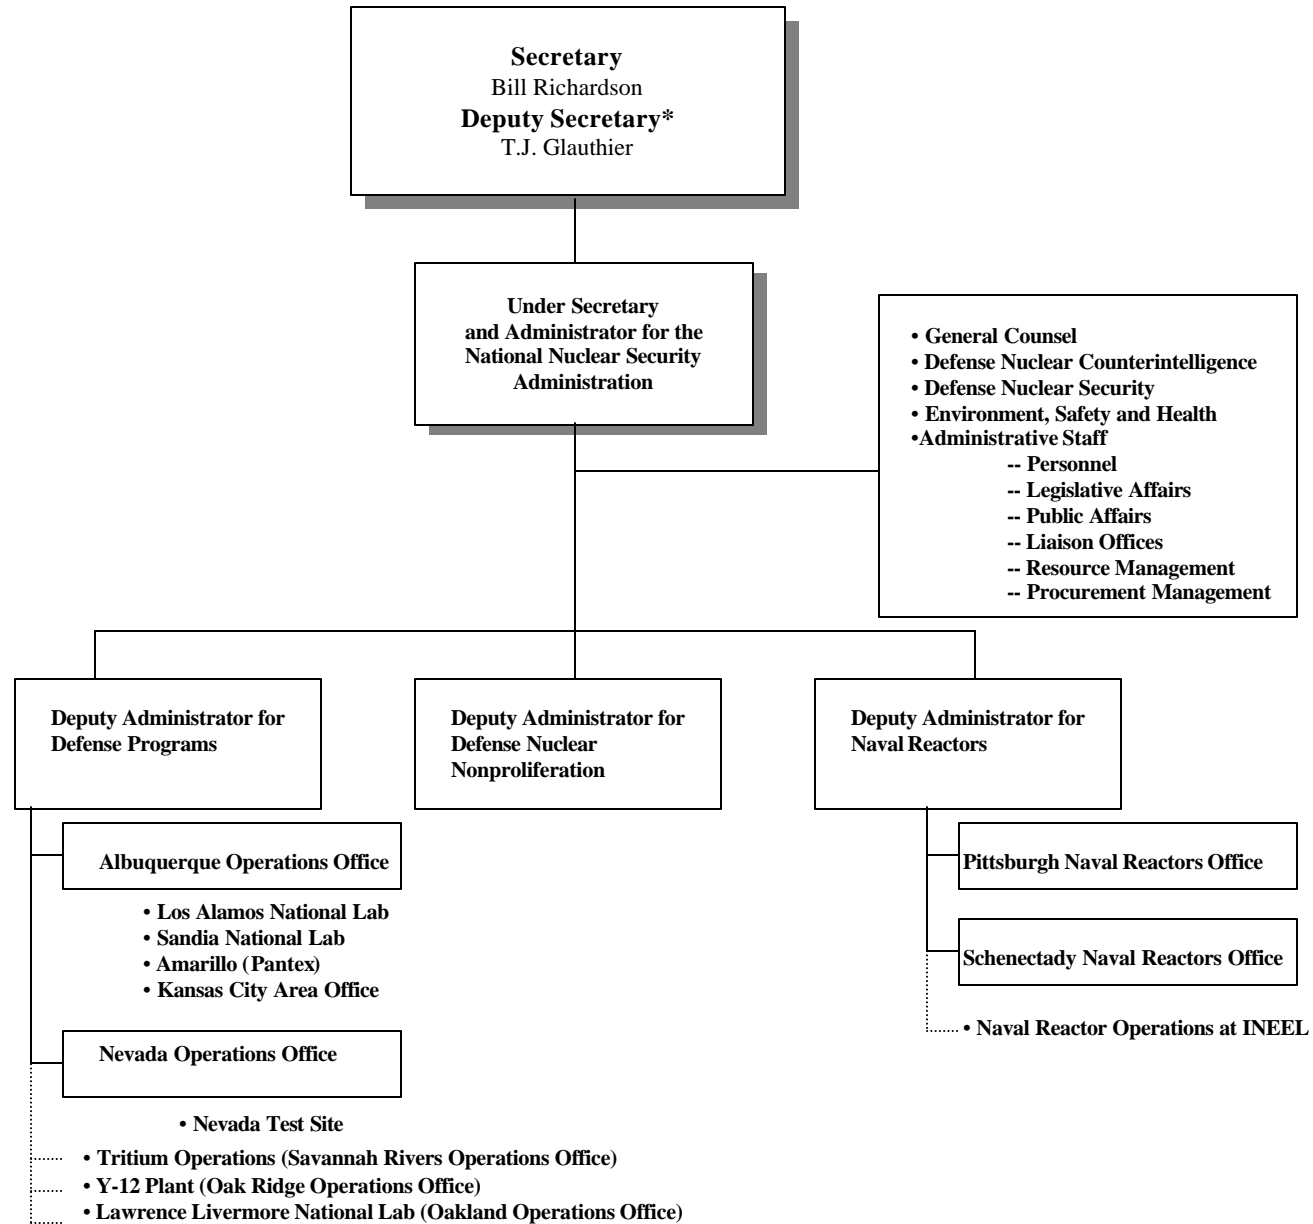 Secretary
Bill Richardson
Deputy Secretary*
T.J. Glauthier
Under Secretary
and Administrator for the
National Nuclear Security
Administration
• General Counsel
• Defense Nuclear Counterintelligence
• Defense Nuclear Security
• Environment, Safety and Health
•Administrative Staff
-- Personnel
-- Legislative Affairs
-- Public Affairs
-- Liaison Offices
-- Resource Management
-- Procurement Management
Deputy Administrator for
Defense Programs
Deputy Administrator for
Defense Nuclear
Nonproliferation
Deputy Administrator for
Naval Reactors
Albuquerque Operations Office
• Los Alamos National Lab
• Sandia National Lab
• Amarillo (Pantex)
• Kansas City Area Office
Nevada Operations Office
• Nevada Test Site
• Tritium Operations (Savannah Rivers Operations Office)
• Y-12 Plant (Oak Ridge Operations Office)
• Lawrence Livermore National Lab (Oakland Operations Office)
Pittsburgh Naval Reactors Office
Schenectady Naval Reactors Office
• Naval Reactor Operations at INEEL